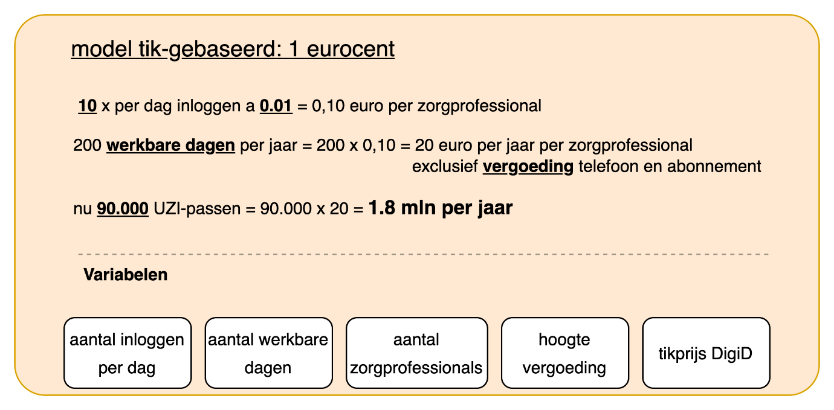 model tik-gebaseerd: 1 eurocent
10 x per dag inloggen a 0.01 = 0,10 euro per zorgprofessional
200 werkbare dagen per jaar = 200 x 0,10 = 20 euro per jaar per zorgprofessional
exclusief vergoeding telefoon en abonnement
nu 90.000 UZI-passen = 90.000 x 20 = 1.8 mln per jaar
Variabelen
aantal inloggen
per dag
aantal werkbare
dagen
aantal
zorgprofessionals
hoogte
vergoeding
tikprijs DigiD